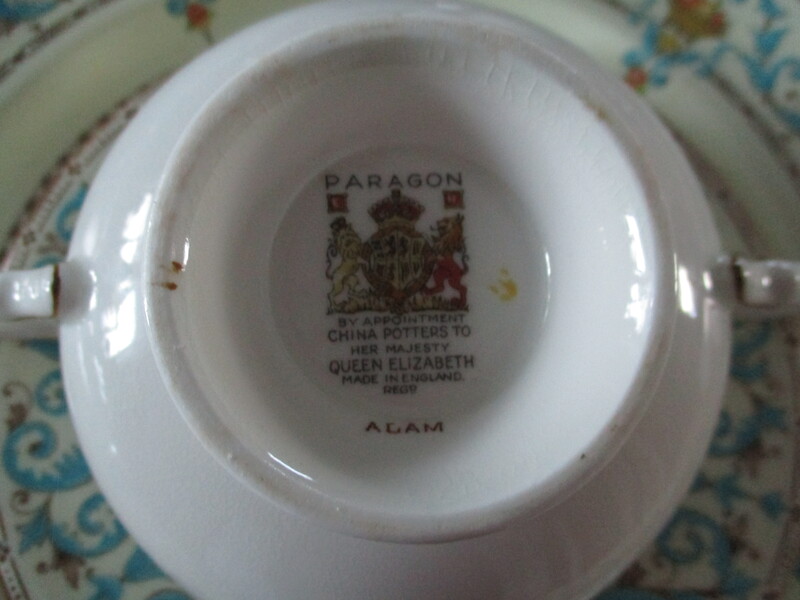 PARAGON
BY APPOINTMENT
CHINA POTTERS TO
HER MAJESTY
QUEEN ELIZABETH
MADE IN ENGLAND.
REGD
ADAM